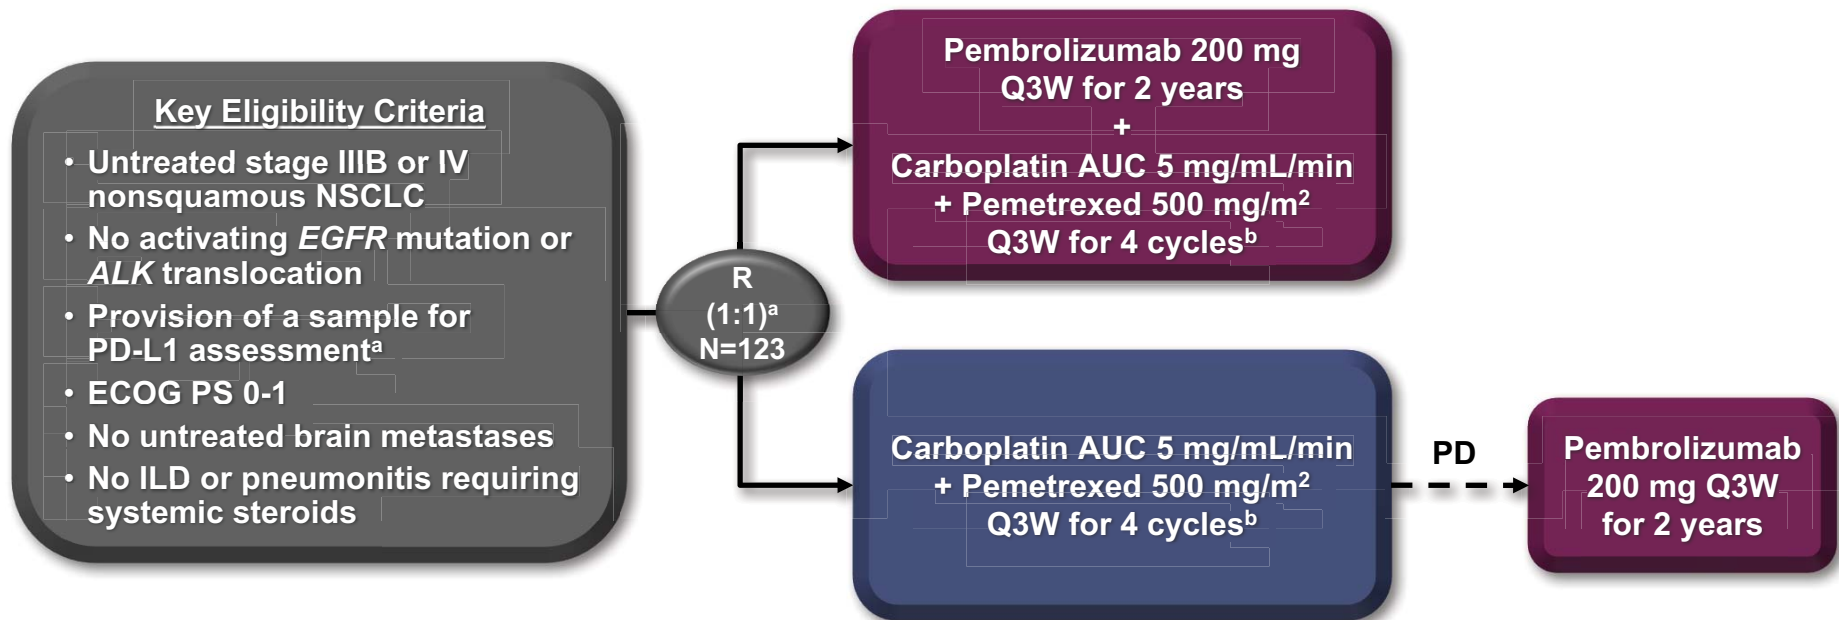 Key Eligibility Criteria
• Untreated stage IIIB or IV
nonsquamous NSCLC
• No activating EGFR mutation or
ALK translocation
• Provision of a sample for
PD-L1 assessmentᵃ
• ECOG PS 0-1
• No untreated brain metastases
• No ILD or pneumonitis requiring
systemic steroids
R
(1:1)ᵃ
N=123
Pembrolizumab 200 mg
Q3W for 2 years
+
Carboplatin AUC 5 mg/mL/min
+ Pemetrexed 500 mg/m²
Q3W for 4 cyclesᵇ
Carboplatin AUC 5 mg/mL/min
+ Pemetrexed 500 mg/m²
Q3W for 4 cyclesᵇ
PD
Pembrolizumab
200 mg Q3W
for 2 years